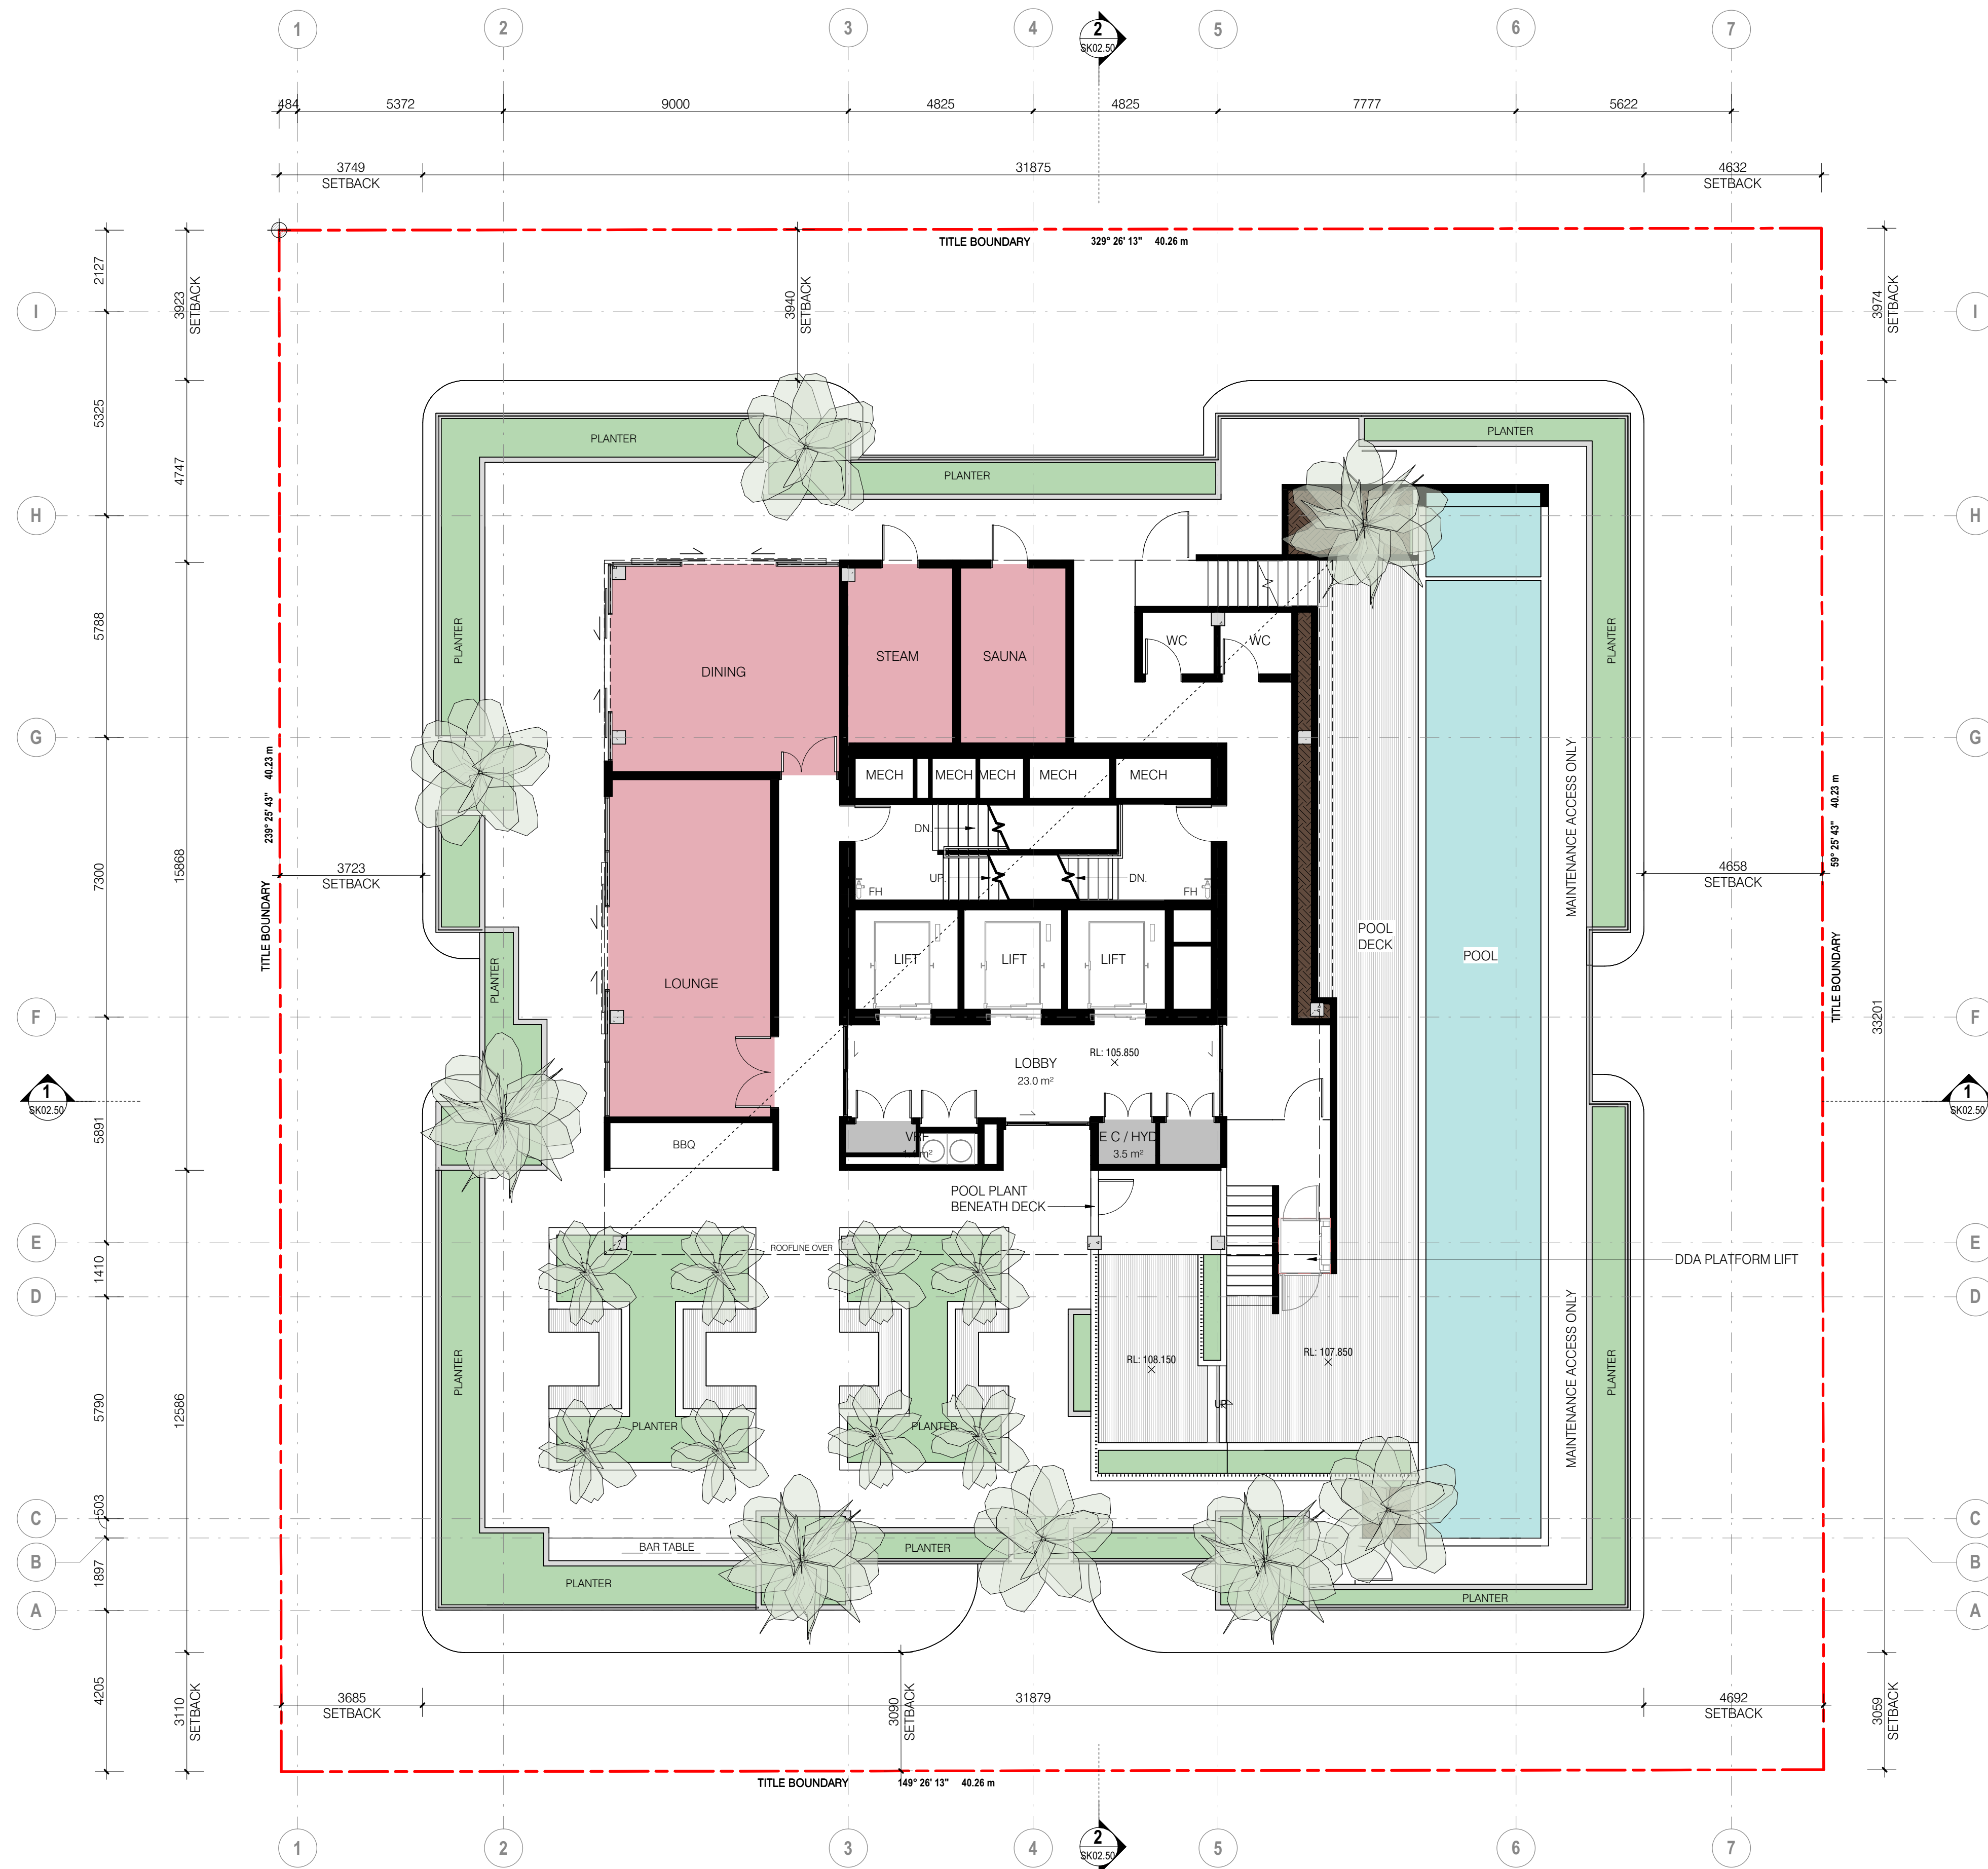 1 2 3 4 5 6 7
2
SK02.50
484 5372 9000 4825 4825 7777 5622
3749 31875 4632
SETBACK SETBACK
TITLE BOUNDARY 329° 26' 13" 40.26 m
2127
3923
SETBACK
3940
SETBACK
3974
SETBACK
I I
5325
4747
PLANTER
PLANTER
PLANTER
H H
5788
PLANTER
PLANTER
DINING
STEAM
SAUNA
WC WC
G G
239° 25' 43" 40.23 m
TITLE BOUNDARY
59° 25' 43" 40.23 m
TITLE BOUNDARY
MECH MECH MECH MECH MECH
MAINTENANCE ACCESS ONLY
DN.
UP. DN.
FH FH
7300
15868
3723
SETBACK
4658
SETBACK
POOL
DECK
POOL
PLANTER
LOUNGE
LIFT LIFT LIFT
F F
33201
LOBBY
23.0 m²
RL: 105.850
1
SK02.50
1
SK02.50
5891
BBQ
VRF
E C / HYD
3.5 m²
POOL PLANT
BENEATH DECK
E E
ROOFLINE OVER
DDA PLATFORM LIFT
1410
D D
MAINTENANCE ACCESS ONLY
PLANTER
PLANTER
RL: 108.150
RL: 107.850
5790
12586
UP
PLANTER PLANTER
503
C C
BAR TABLE
PLANTER
B B
1897
PLANTER
PLANTER
A A
4205
3110
SETBACK
3090
SETBACK
3059
SETBACK
3685 31879 4692
SETBACK SETBACK
TITLE BOUNDARY 149° 26' 13" 40.26 m
1 2 3 4 5 6 7
2
SK02.50